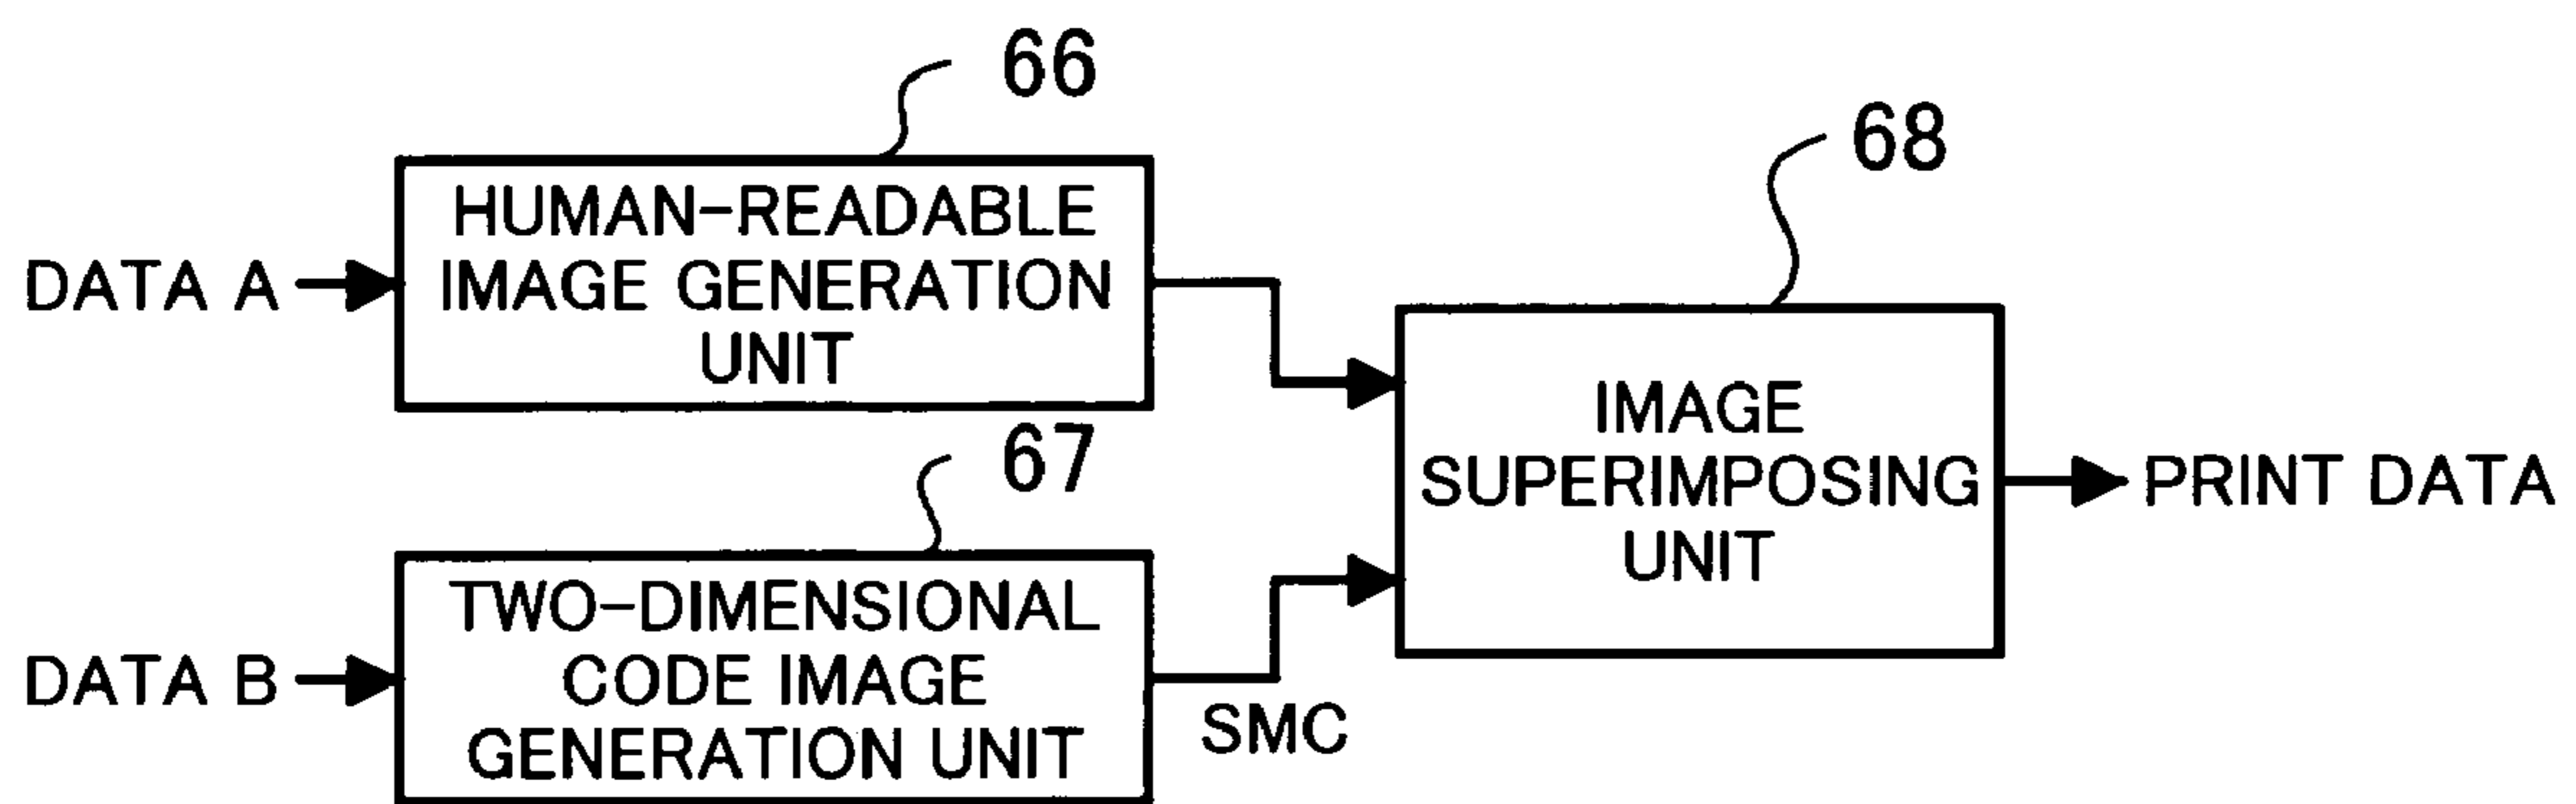 66
HUMAN-READABLE
IMAGE GENERATION
UNIT
DATA A
68
IMAGE
SUPERIMPOSING
UNIT
PRINT DATA
67
TWO-DIMENSIONAL
CODE IMAGE
GENERATION UNIT
DATA B
SMC